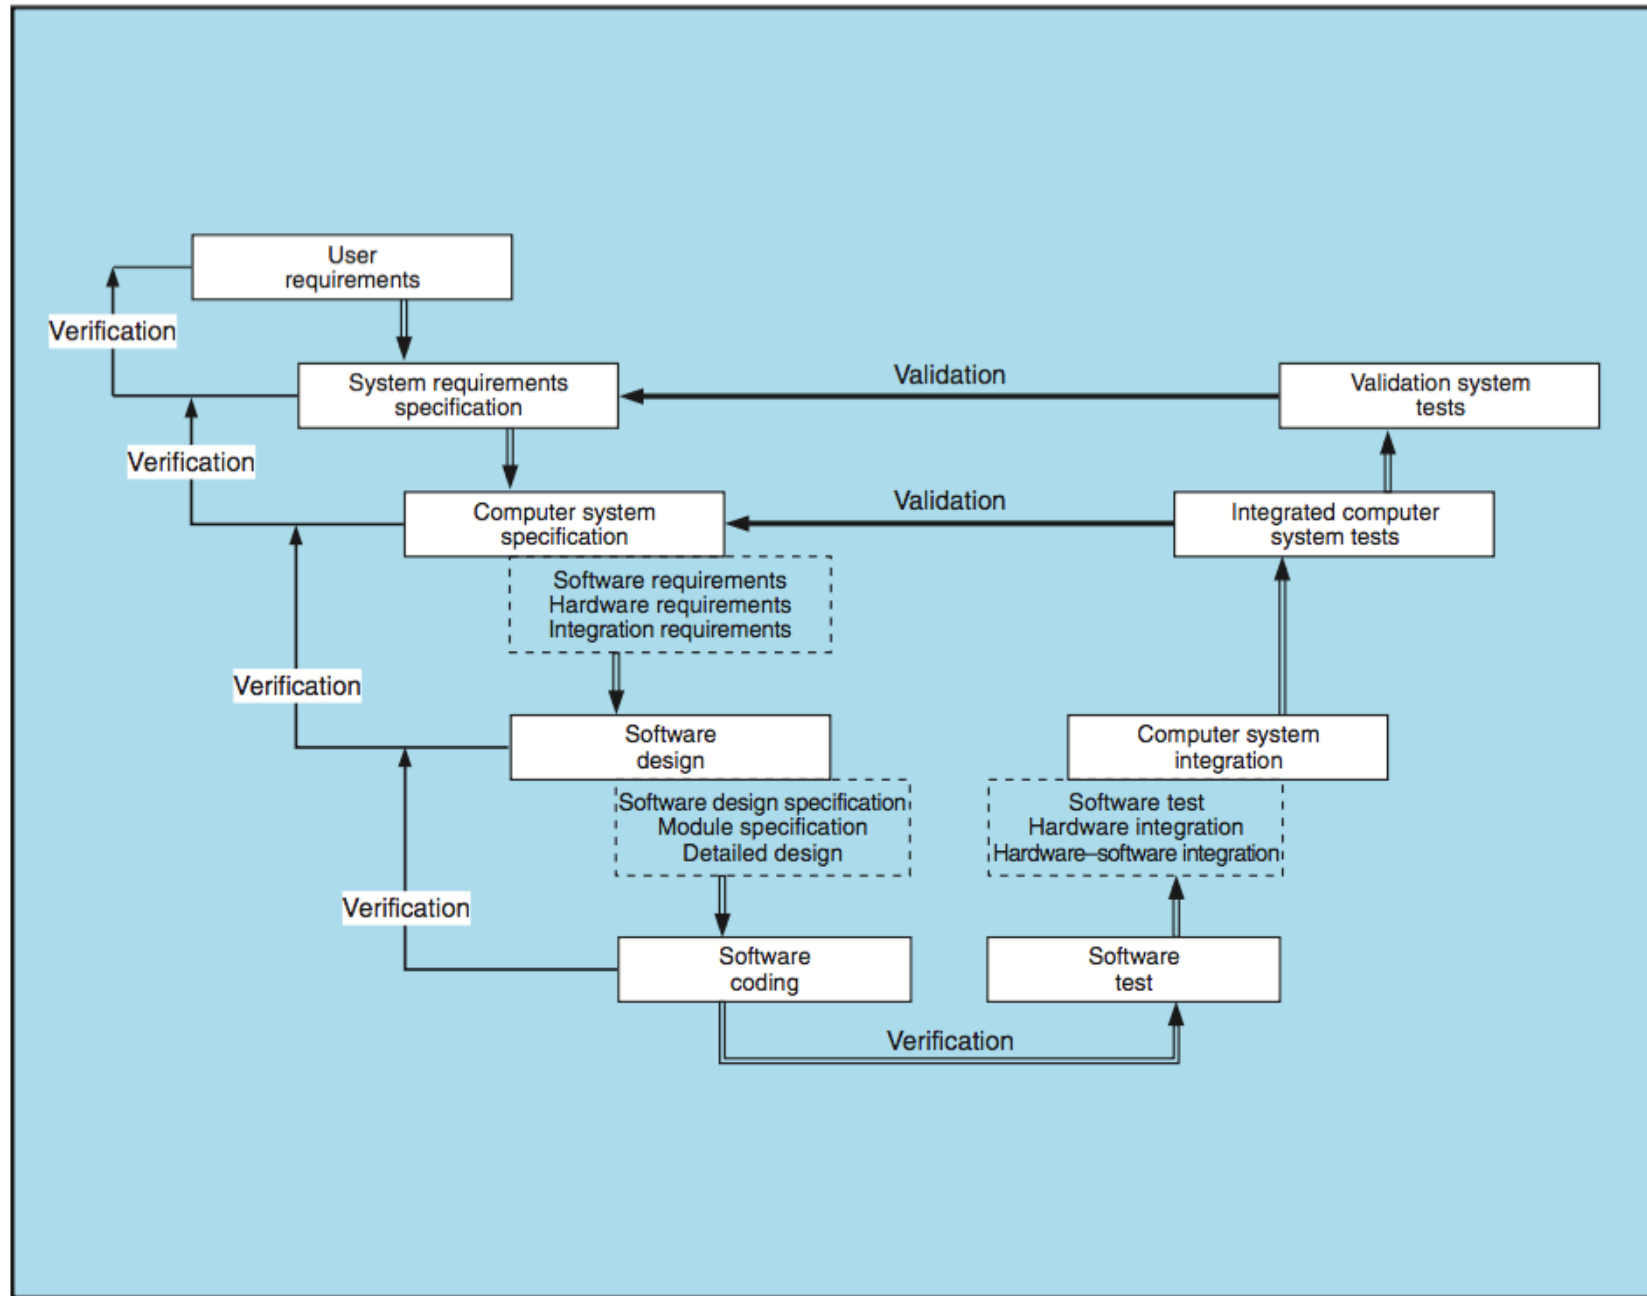 User
requirements
Verification
System requirements
specification
Validation
Validation system
tests
Verification
Computer system
specification
Validation
Integrated computer
system tests
Software requirements
Hardware requirements
Integration requirements
Verification
Software
design
Computer system
integration
Software design specification
Module specification
Detailed design
Software test
Hardware integration
Hardware–software integration
Verification
Software
coding
Software
test
Verification